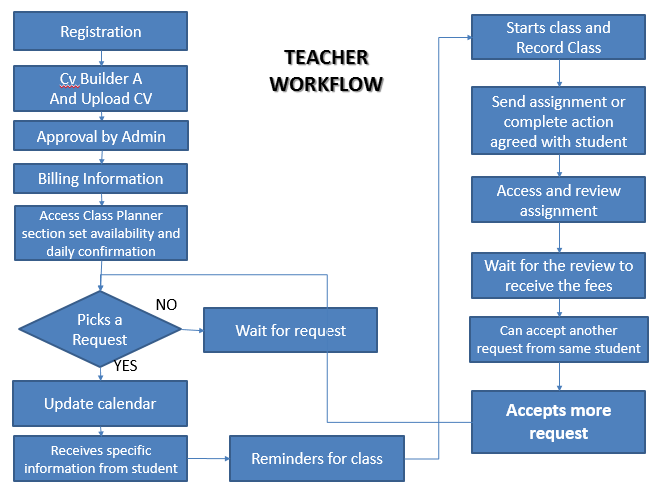 TEACHER
WORKFLOW
Registration
Cv Builder A
And Upload CV
Approval by Admin
Billing Information
Access Class Planner
section set availability and
daily confirmation
Picks a
Request
NO
Wait for request
YES
Update calendar
Receives specific
information from student
Reminders for class
Starts class and
Record Class
Send assignment or
complete action
agreed with student
Access and review
assignment
Wait for the review to
receive the fees
Can accept another
request from same student
Accepts more
request